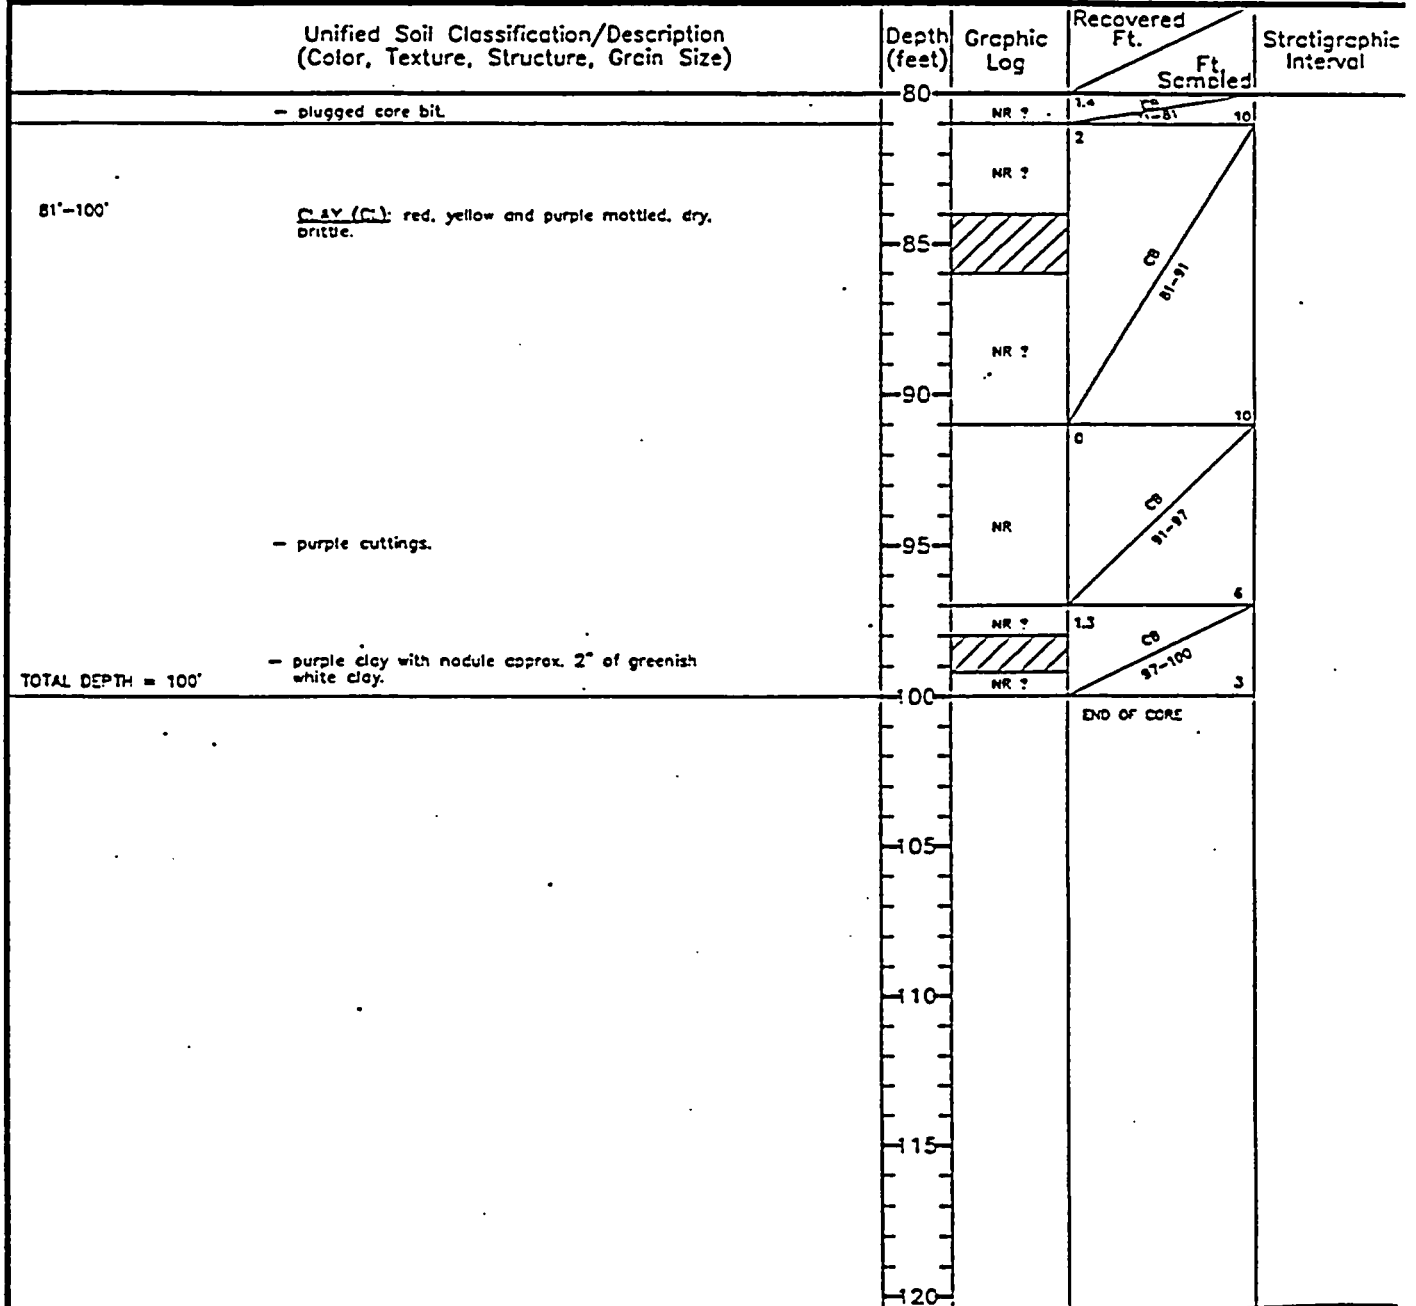 Unified Soil Classification/Description
(Color, Texture, Structure, Grain Size)
Depth
(feet)
Graphic
Log
Recovered
Ft.
Ft.
Sampled
Stratigraphic
Interval
80
- plugged core bit.
NR ?
1.4
10
2
NR ?
81'-100'
CLAY (CL): red, yellow and purple mottled, dry,
brittle.
85
CB
81-91
NR ?
90
10
0
CB
91-97
NR
- purple cuttings.
95
6
NR ?
1.3
CB
97-100
- purple clay with nodule approx. 2" of greenish
white clay.
TOTAL DEPTH = 100'
NR ?
3
100
END OF CORE
105
110
115
120